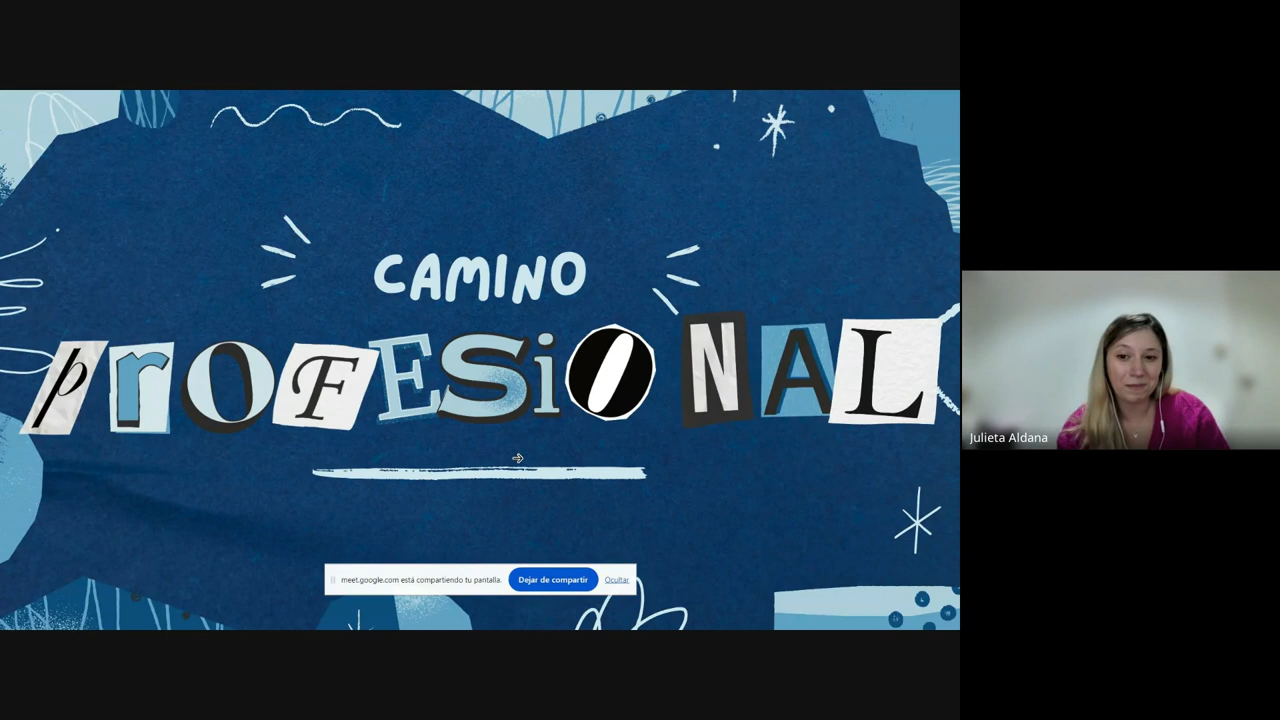 CAMINO
prOFESiONAL
meet.google.com está compartiendo tu pantalla.
Dejar de compartir
Ocultar
Julieta Aldana